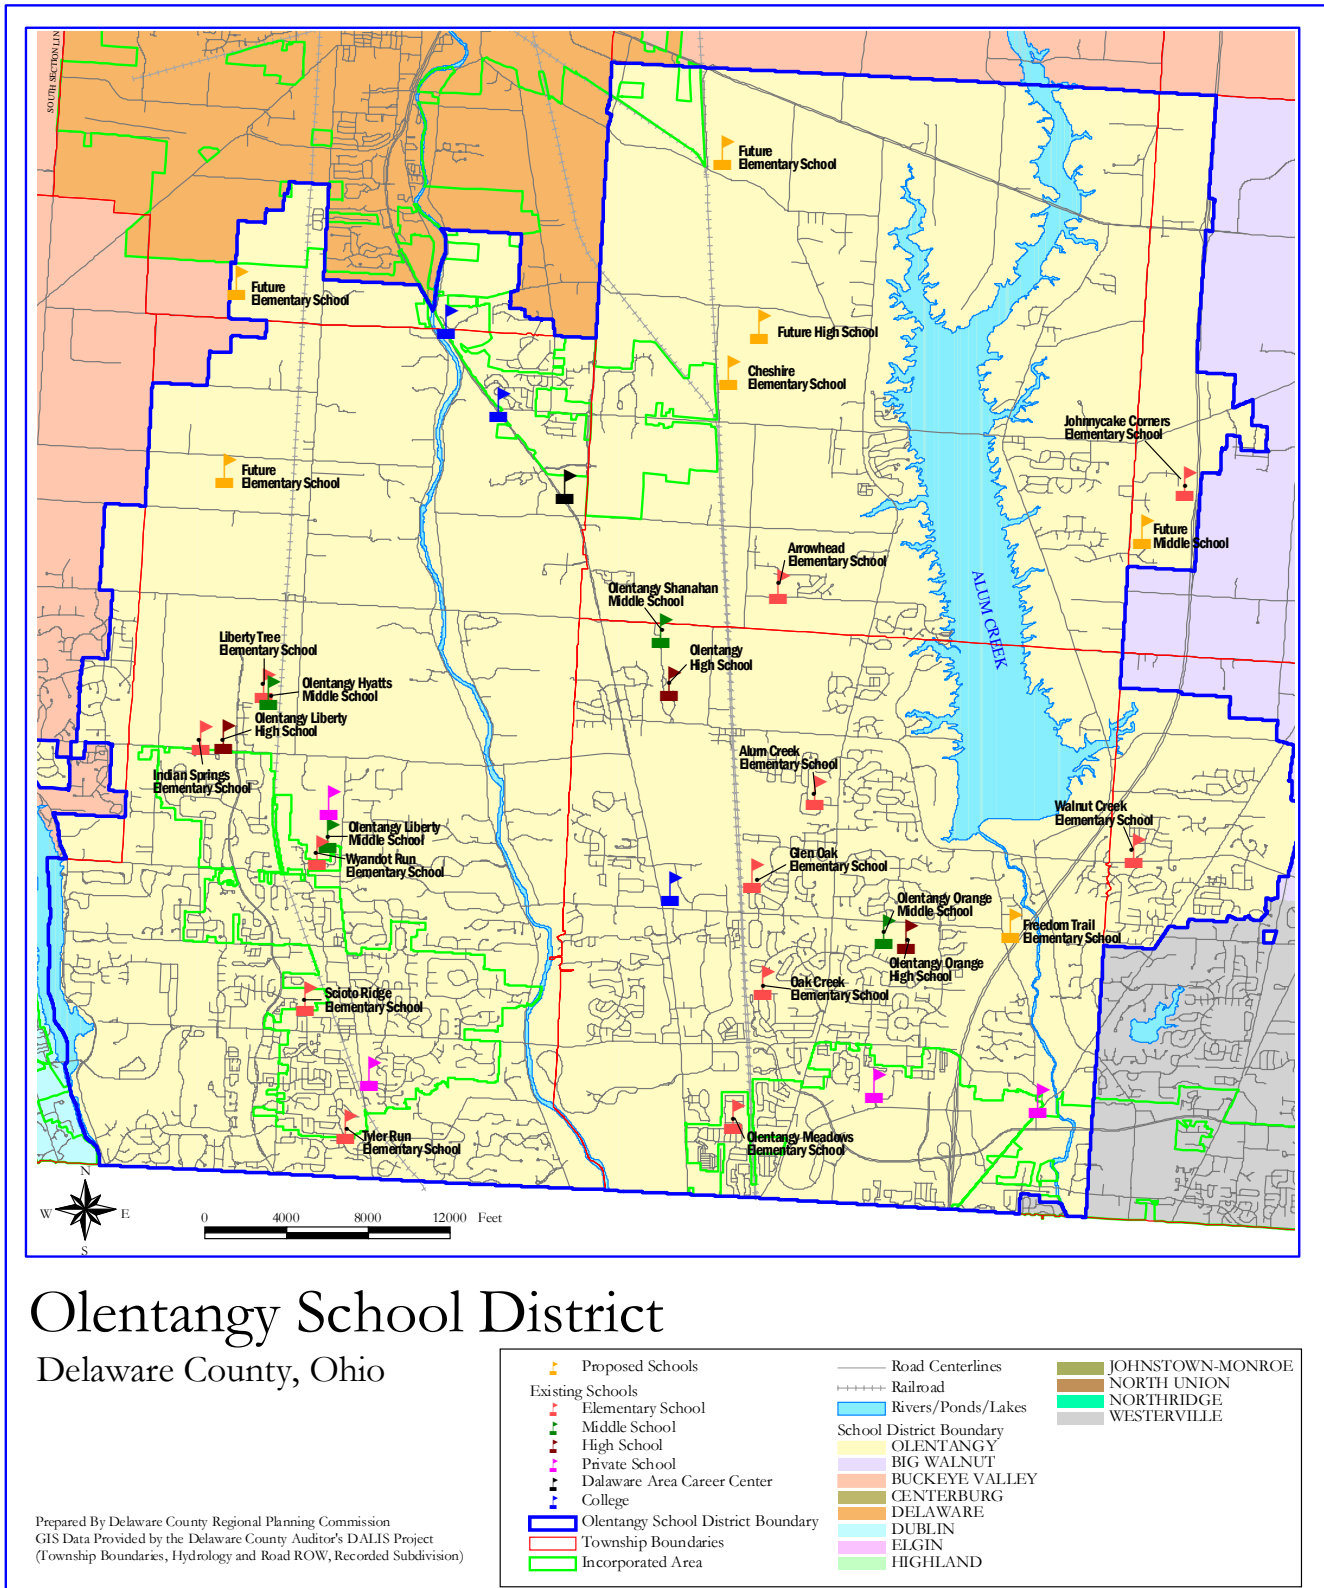 SOUTH SECTION LIN
Future
Elementary School
Future
Elementary School
Future High School
Cheshire
Elementary School
Johnnycake Corners
Elementary School
Future
Elementary School
Future
Middle School
Arrowhead
Elementary School
Olentangy Shanahan
Middle School
ALUM CREEK
Liberty Tree
Elementary School
Olentangy
High School
Olentangy Hyatts
Middle School
Olentangy Liberty
High School
Indian Springs
Elementary School
Alum Creek
Elementary School
Walnut Creek
Elementary School
Olentangy Liberty
Middle School
Wyandot Run
Elementary School
Glen Oak
Elementary School
Olentangy Orange
Middle School
Freedom Trail
Elementary School
Olentangy Orange
High School
Oak Creek
Elementary School
Scioto Ridge
Elementary School
Tyler Run
Elementary School
Olentangy Meadows
Elementary School
N
W E
S
0 4000 8000 12000 Feet
Olentangy School District
Delaware County, Ohio
Prepared By Delaware County Regional Planning Commission
GIS Data Provided by the Delaware County Auditor's DALIS Project
(Township Boundaries, Hydrology and Road ROW, Recorded Subdivision)
Proposed Schools
Existing Schools
Elementary School
Middle School
High School
Private School
Dalaware Area Career Center
College
Olentangy School District Boundary
Township Boundaries
Incorporated Area
Road Centerlines
Railroad
Rivers/Ponds/Lakes
School District Boundary
OLENTANGY
BIG WALNUT
BUCKEYE VALLEY
CENTERBURG
DELAWARE
DUBLIN
ELGIN
HIGHLAND
JOHNSTOWN-MONROE
NORTH UNION
NORTHRIDGE
WESTERVILLE